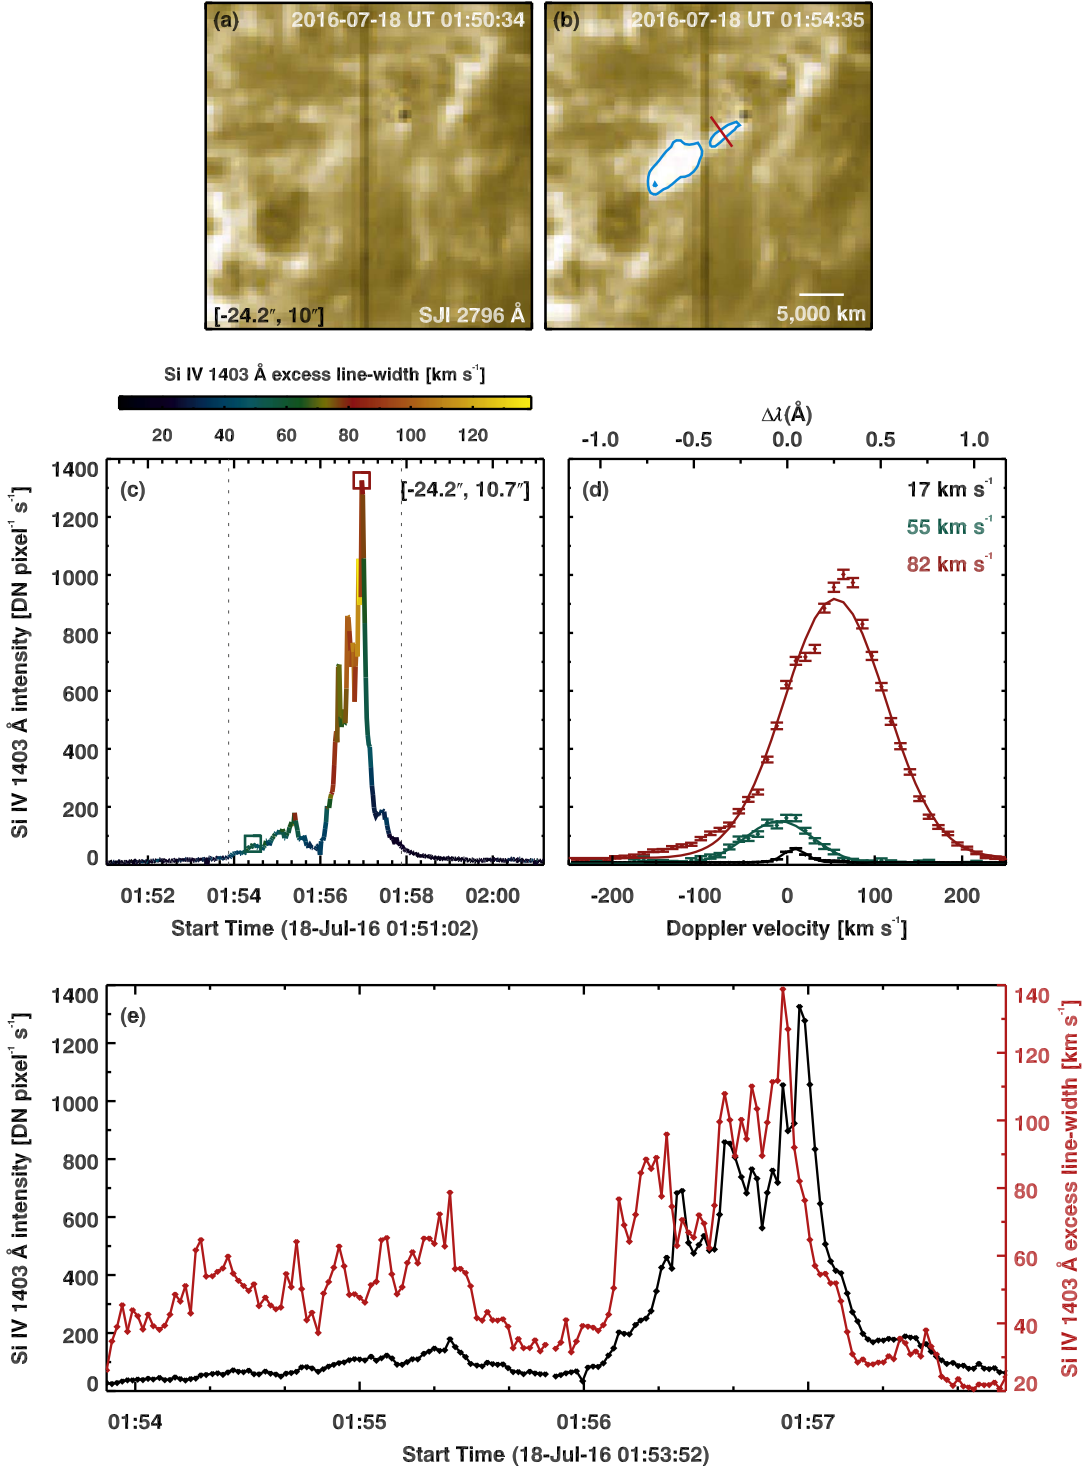 (a) 2016-07-18 UT 01:50:34
(b) 2016-07-18 UT 01:54:35
[-24.2″, 10″] SJI 2796 Å
5,000 km
Si IV 1403 Å excess line-width [km s⁻¹]
20 40 60 80 100 120
Δλ(Å)
-1.0 -0.5 0.0 0.5 1.0
(c) [-24.2″, 10.7″]
Si IV 1403 Å intensity [DN pixel⁻¹ s⁻¹]
1400
1200
1000
800
600
400
200
0
01:52 01:54 01:56 01:58 02:00
Start Time (18-Jul-16 01:51:02)
(d) 17 km s⁻¹
55 km s⁻¹
82 km s⁻¹
-200 -100 0 100 200
Doppler velocity [km s⁻¹]
(e)
Si IV 1403 Å intensity [DN pixel⁻¹ s⁻¹]
1400
1200
1000
800
600
400
200
0
140
120
100
80
60
40
20
Si IV 1403 Å excess line-width [km s⁻¹]
01:54 01:55 01:56 01:57
Start Time (18-Jul-16 01:53:52)